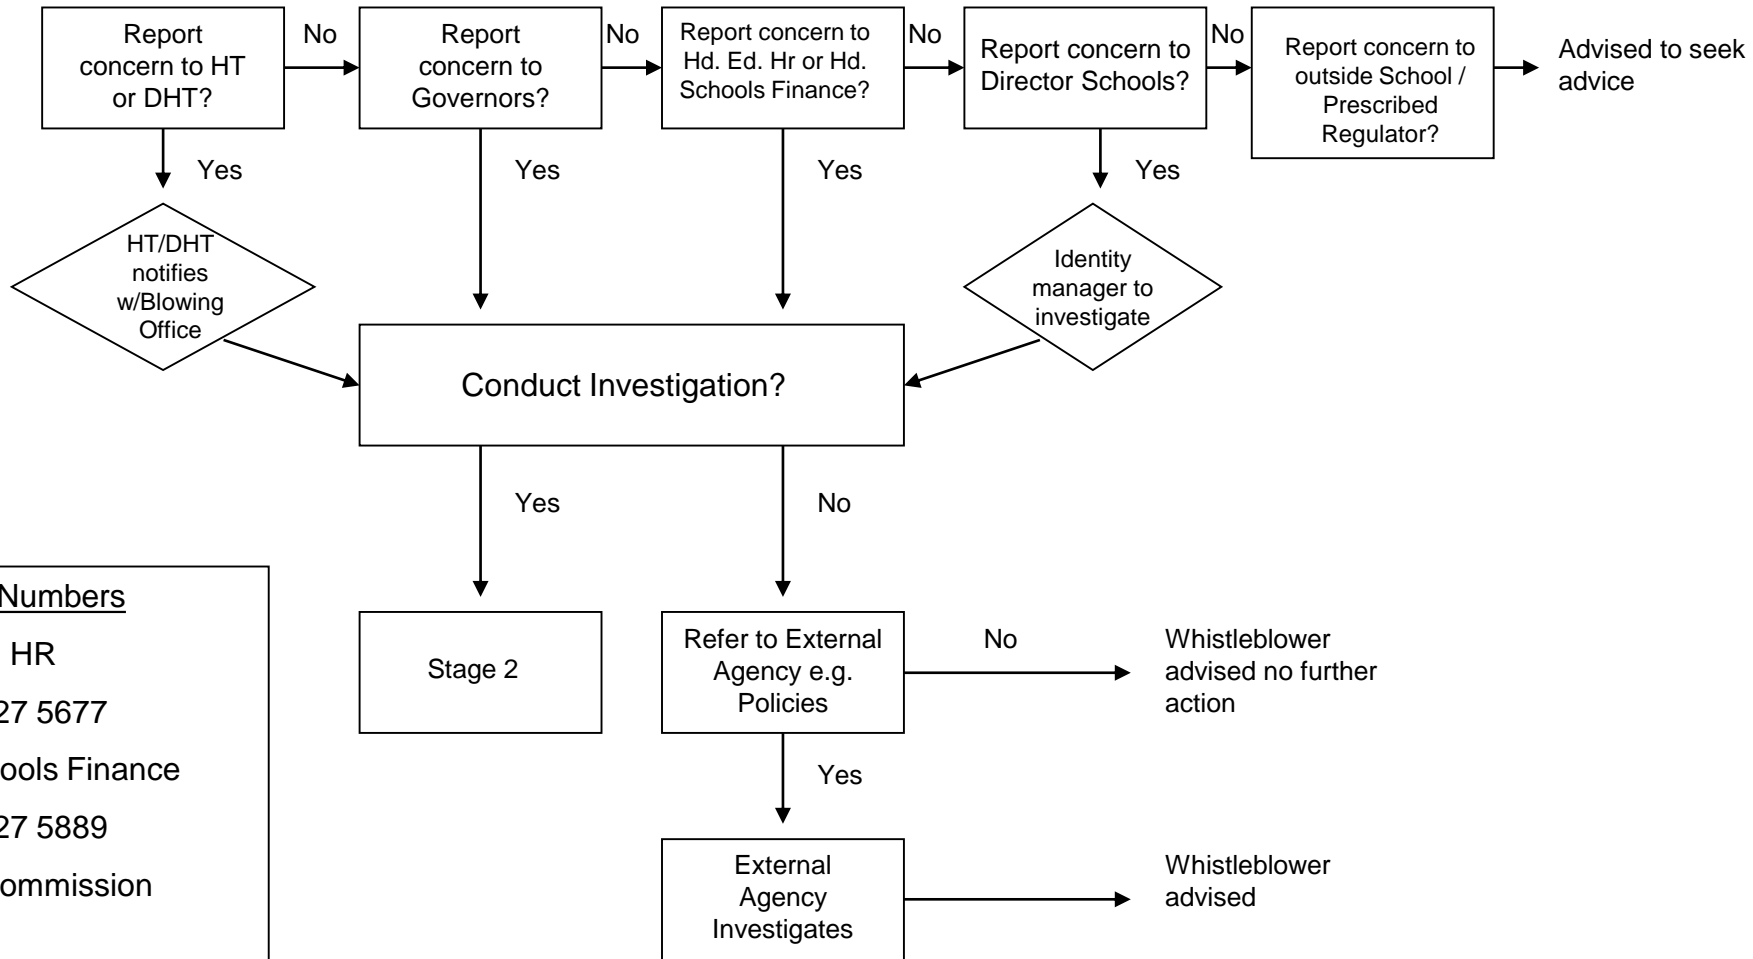 Report
concern to HT
or DHT?
No
Report
concern to
Governors?
No
Report concern to
Hd. Ed. Hr or Hd.
Schools Finance?
No
Report concern to
Director Schools?
No
Report concern to
outside School /
Prescribed
Regulator?
Advised to seek
advice
Yes
Yes
Yes
Yes
HT/DHT
notifies
w/Blowing
Office
Identity
manager to
investigate
Conduct Investigation?
Yes
No
Numbers
HR
27 5677
ools Finance
27 5889
ommission
Stage 2
Refer to External
Agency e.g.
Policies
No
Whistleblower
advised no further
action
Yes
External
Agency
Investigates
Whistleblower
advised